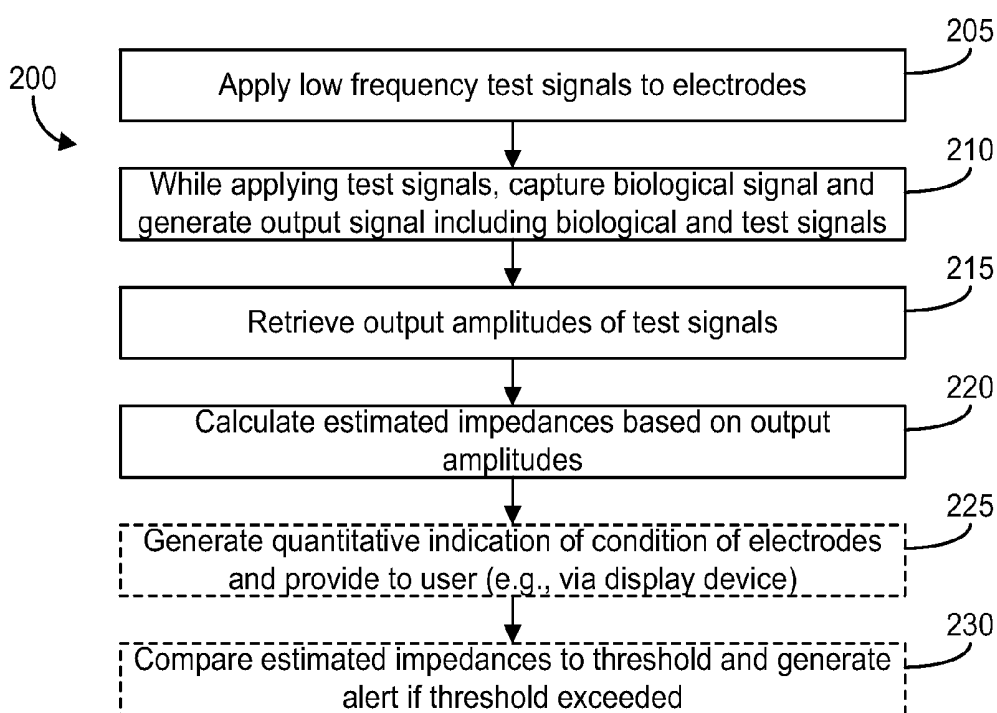 205
200
Apply low frequency test signals to electrodes
210
While applying test signals, capture biological signal and
generate output signal including biological and test signals
215
Retrieve output amplitudes of test signals
220
Calculate estimated impedances based on output
amplitudes
225
Generate quantitative indication of condition of electrodes
and provide to user (e.g., via display device)
230
Compare estimated impedances to threshold and generate
alert if threshold exceeded